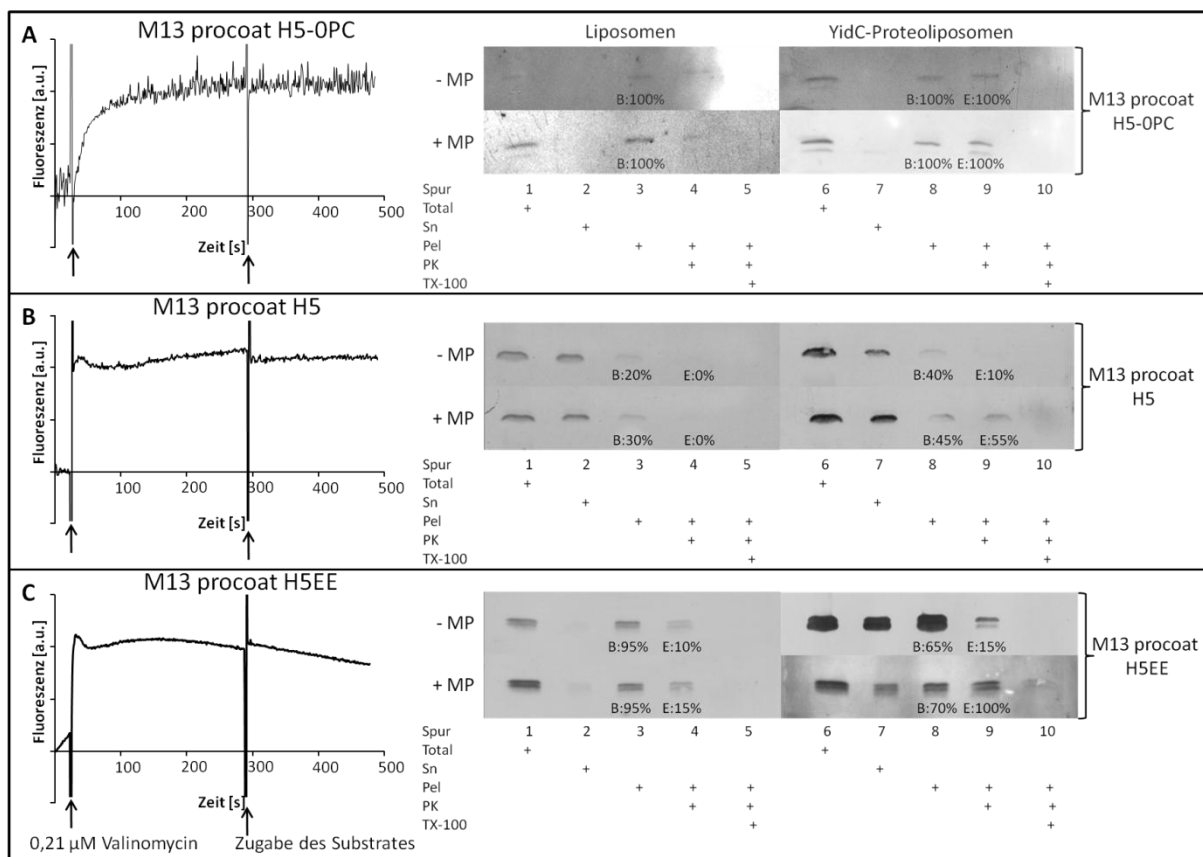 A
M13 procoat H5-0PC
Fluoreszenz [a.u.]
100 200 300 400 500
Zeit [s]
Liposomen YidC-Proteoliposomen
- MP
B:100% B:100% E:100%
+ MP
B:100% B:100% E:100%
M13 procoat
H5-0PC
Spur 1 2 3 4 5 6 7 8 9 10
Total + +
Sn + +
Pel + + + + + +
PK + + + +
TX-100 + +
B
M13 procoat H5
Fluoreszenz [a.u.]
100 200 300 400 500
Zeit [s]
- MP
B:20% E:0% B:40% E:10%
+ MP
B:30% E:0% B:45% E:55%
M13 procoat
H5
Spur 1 2 3 4 5 6 7 8 9 10
Total + +
Sn + +
Pel + + + + + +
PK + + + +
TX-100 + +
C
M13 procoat H5EE
Fluoreszenz [a.u.]
100 200 300 400 500
Zeit [s]
0,21 µM Valinomycin Zugabe des Substrates
- MP
B:95% E:10% B:65% E:15%
+ MP
B:95% E:15% B:70% E:100%
M13 procoat
H5EE
Spur 1 2 3 4 5 6 7 8 9 10
Total + +
Sn + +
Pel + + + + + +
PK + + + +
TX-100 + +